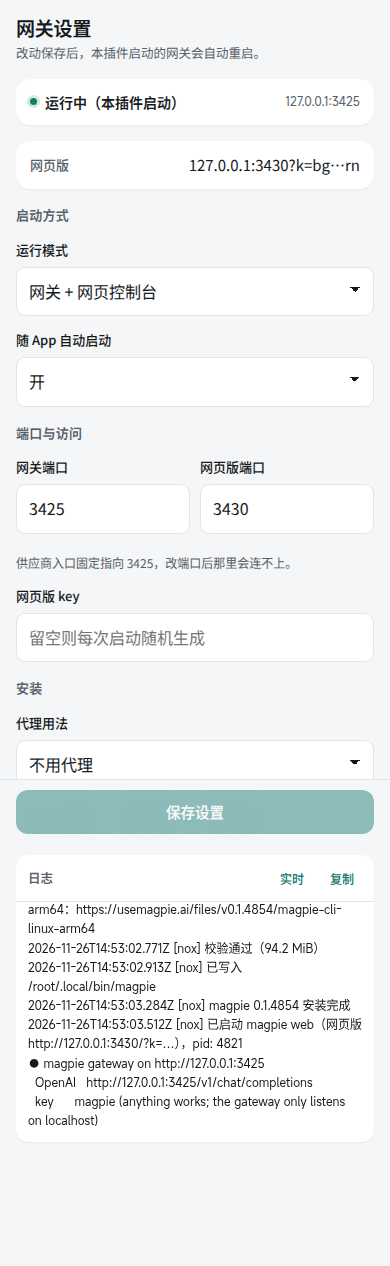 网关设置
改动保存后，本插件启动的网关会自动重启。
运行中（本插件启动） 127.0.0.1:3425
网页版 127.0.0.1:3430?k=bg⋯rn
启动方式
运行模式
网关 + 网页控制台
随 App 自动启动
开
端口与访问
网关端口 网页版端口
3425 3430
供应商入口固定指向 3425，改端口后那里会连不上。
网页版 key
留空则每次启动随机生成
安装
代理用法
不用代理
保存设置
日志 实时 复制
arm64：https://usemagpie.ai/files/v0.1.4854/magpie-cli-
linux-arm64
2026-11-26T14:53:02.771Z [nox] 校验通过（94.2 MiB）
2026-11-26T14:53:02.913Z [nox] 已写入
/root/.local/bin/magpie
2026-11-26T14:53:03.284Z [nox] magpie 0.1.4854 安装完成
2026-11-26T14:53:03.512Z [nox] 已启动 magpie web（网页版
http://127.0.0.1:3430/?k=…），pid: 4821
● magpie gateway on http://127.0.0.1:3425
OpenAI http://127.0.0.1:3425/v1/chat/completions
key magpie (anything works; the gateway only listens
on localhost)